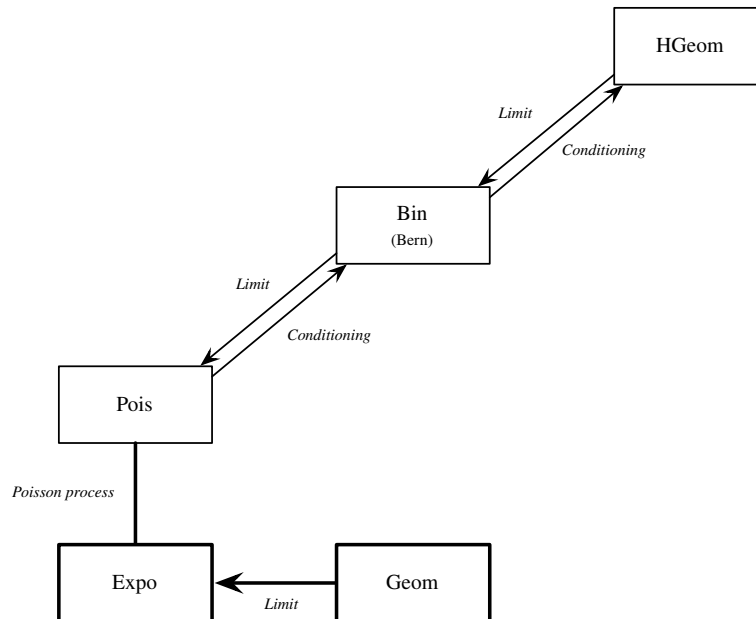 HGeom
Limit
Conditioning
Bin
(Bern)
Limit
Conditioning
Pois
Poisson process
Expo
Geom
Limit